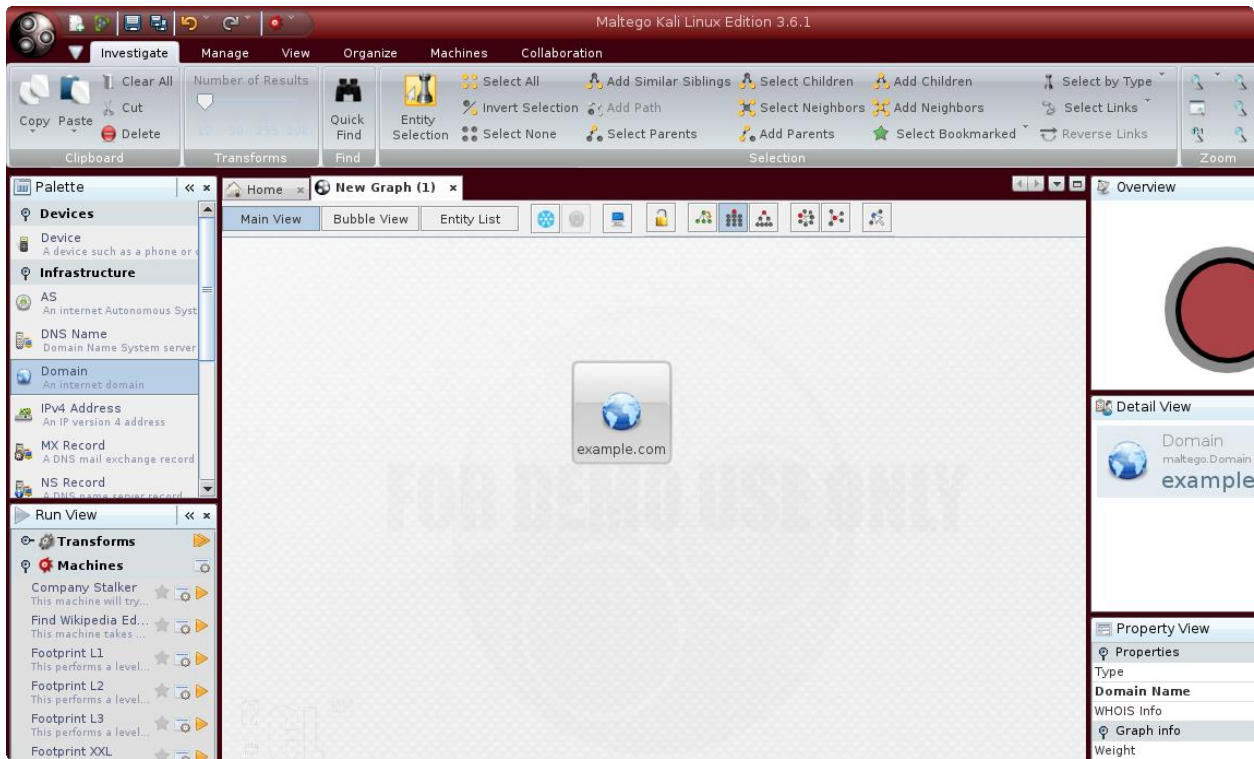 Maltego Kali Linux Edition 3.6.1
Investigate Manage View Organize Machines Collaboration
Clear All Number of Results Select All Add Similar Siblings Select Children Add Children Select by Type
Copy Paste Cut Quick Find Entity Selection Invert Selection Add Path Select Neighbors Add Neighbors Select Links
Delete Select None Select Parents Add Parents Select Bookmarked Reverse Links
Clipboard Transforms Find Selection Zoom
Palette Home New Graph (1) Overview
Main View Bubble View Entity List
Devices
Device
A device such as a phone or
Infrastructure
AS
An internet Autonomous Syst
DNS Name
Domain Name System server
Domain
An internet domain
IPv4 Address
An IP version 4 address
MX Record
A DNS mail exchange record
NS Record
A DNS name server record
example.com
Detail View
Domain
maltego.Domain
example
Run View
Transforms
Machines
Company Stalker
This machine will try...
Find Wikipedia Ed...
This machine takes ...
Footprint L1
This performs a level...
Footprint L2
This performs a level...
Footprint L3
This performs a level...
Footprint XXL
Property View
Properties
Type
Domain Name
WHOIS Info
Graph info
Weight